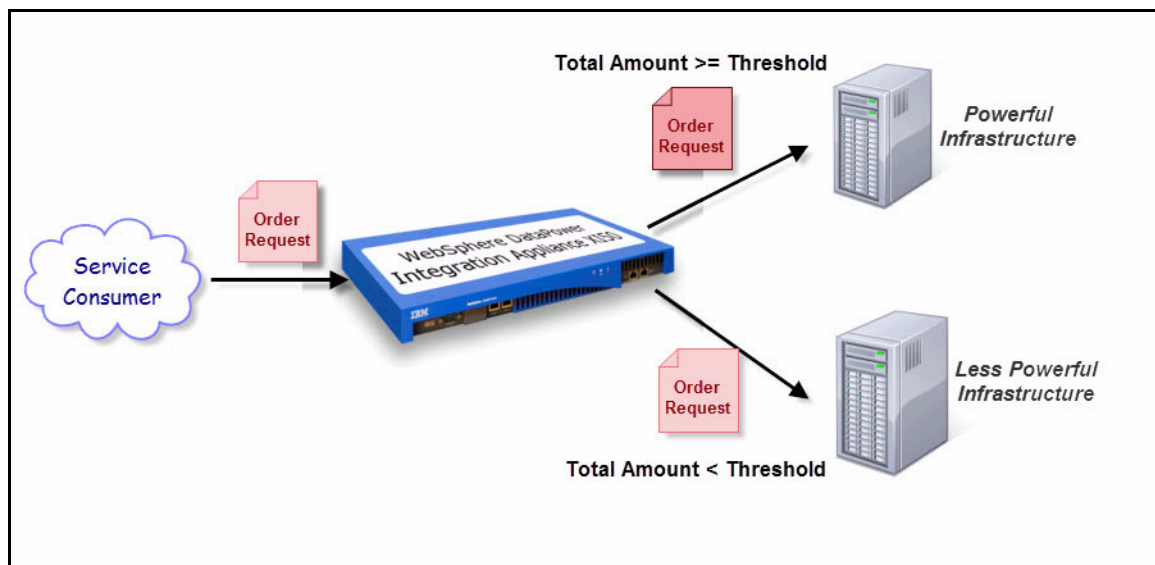 Total Amount >= Threshold
Order
Request
Powerful
Infrastructure
Order
Request
Service
Consumer
WebSphere DataPower
Integration Appliance XI50
IBM
Order
Request
Less Powerful
Infrastructure
Total Amount < Threshold